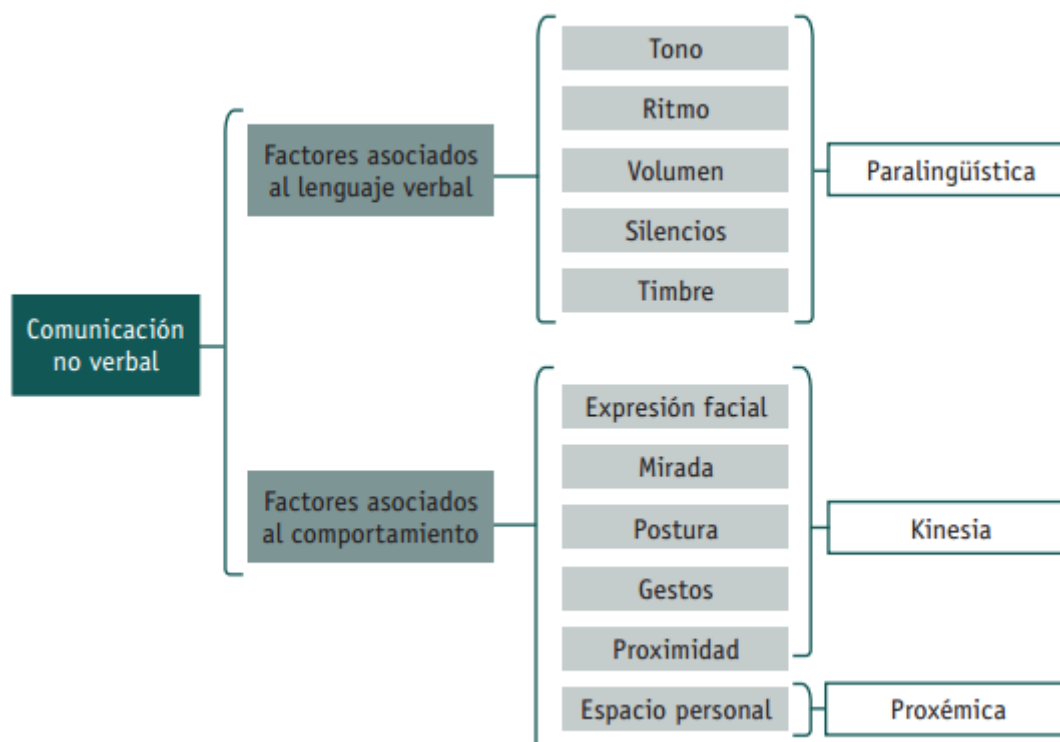 Comunicación
no verbal
Factores asociados
al lenguaje verbal
Tono
Ritmo
Volumen
Silencios
Timbre
Paralingüística
Factores asociados
al comportamiento
Expresión facial
Mirada
Postura
Gestos
Proximidad
Kinesia
Espacio personal
Proxémica